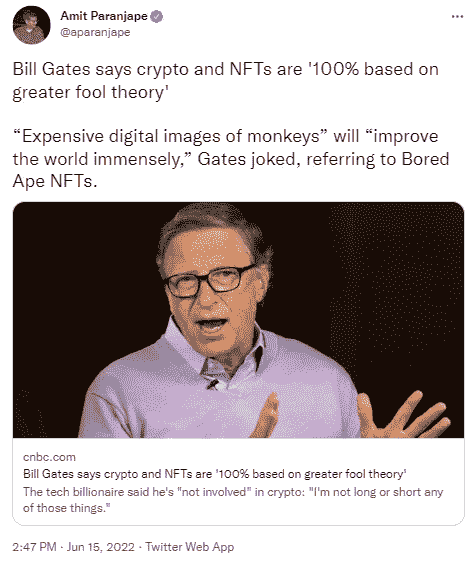 Amit Paranjape
@aparanjape
Bill Gates says crypto and NFTs are '100% based on
greater fool theory'
“Expensive digital images of monkeys” will “improve
the world immensely,” Gates joked, referring to Bored
Ape NFTs.
cnbc.com
Bill Gates says crypto and NFTs are '100% based on greater fool theory'
The tech billionaire said he's "not involved" in crypto: "I'm not long or short any
of those things."
2:47 PM · Jun 15, 2022 · Twitter Web App